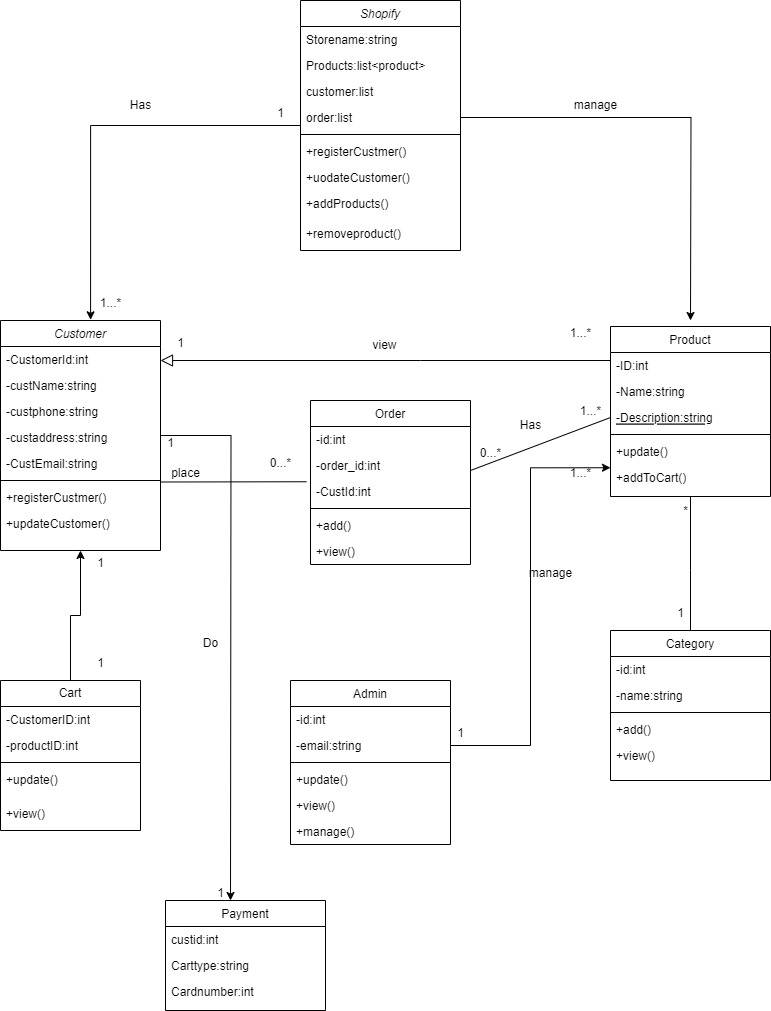 Shopify
Storename:string
Products:list<product>
customer:list
order:list
+registerCustmer()
+uodateCustomer()
+addProducts()
+removeproduct()
Has
1
manage
1...*
Customer
-CustomerId:int
-custName:string
-custphone:string
-custaddress:string
-CustEmail:string
+registerCustmer()
+updateCustomer()
1
view
1...*
Product
-ID:int
-Name:string
-Description:string
+update()
+addToCart()
Order
-id:int
-order_id:int
-CustId:int
+add()
+view()
1
place
0...*
0...*
Has
1...*
1...*
manage
*
1
1
1
Do
Category
-id:int
-name:string
+add()
+view()
Cart
-CustomerID:int
-productID:int
+update()
+view()
Admin
-id:int
-email:string
+update()
+view()
+manage()
1
1
Payment
custid:int
Carttype:string
Cardnumber:int